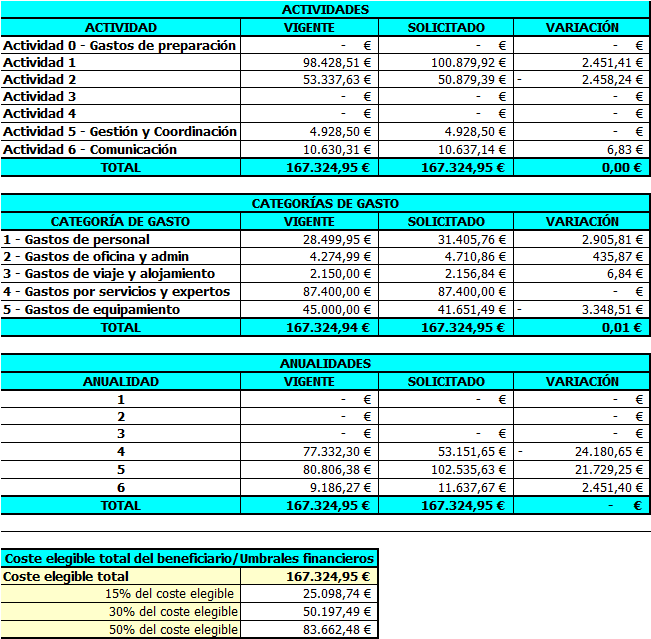 ACTIVIDADES
ACTIVIDAD VIGENTE SOLICITADO VARIACIÓN
Actividad 0 - Gastos de preparación - € - € - €
Actividad 1 98.428,51 € 100.879,92 € 2.451,41 €
Actividad 2 53.337,63 € 50.879,39 € - 2.458,24 €
Actividad 3 - € - € - €
Actividad 4 - € - € - €
Actividad 5 - Gestión y Coordinación 4.928,50 € 4.928,50 € - €
Actividad 6 - Comunicación 10.630,31 € 10.637,14 € 6,83 €
TOTAL 167.324,95 € 167.324,95 € 0,00 €
CATEGORÍAS DE GASTO
CATEGORÍA DE GASTO VIGENTE SOLICITADO VARIACIÓN
1 - Gastos de personal 28.499,95 € 31.405,76 € 2.905,81 €
2 - Gastos de oficina y admin 4.274,99 € 4.710,86 € 435,87 €
3 - Gastos de viaje y alojamiento 2.150,00 € 2.156,84 € 6,84 €
4 - Gastos por servicios y expertos 87.400,00 € 87.400,00 € - €
5 - Gastos de equipamiento 45.000,00 € 41.651,49 € - 3.348,51 €
TOTAL 167.324,94 € 167.324,95 € 0,01 €
ANUALIDADES
ANUALIDAD VIGENTE SOLICITADO VARIACIÓN
1 - € - € - €
2 - € - €
3 - € - € - €
4 77.332,30 € 53.151,65 € - 24.180,65 €
5 80.806,38 € 102.535,63 € 21.729,25 €
6 9.186,27 € 11.637,67 € 2.451,40 €
TOTAL 167.324,95 € 167.324,95 € - €
Coste elegible total del beneficiario/Umbrales financieros
Coste elegible total 167.324,95 €
15% del coste elegible 25.098,74 €
30% del coste elegible 50.197,49 €
50% del coste elegible 83.662,48 €